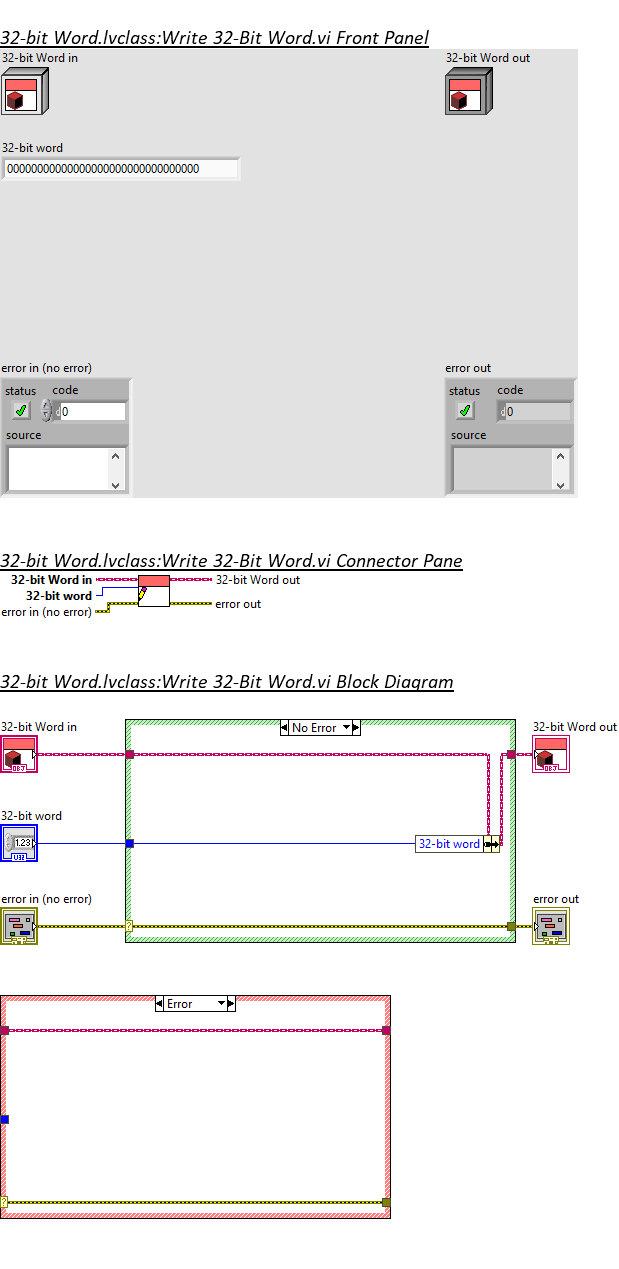 32-bit Word.lvclass:Write 32-Bit Word.vi Front Panel
32-bit Word in
32-bit Word out
32-bit word
00000000000000000000000000000000
error in (no error)
error out
status code
d 0
source
status code
d 0
source
32-bit Word.lvclass:Write 32-Bit Word.vi Connector Pane
32-bit Word in
32-bit Word out
32-bit word
error in (no error)
error out
32-bit Word.lvclass:Write 32-Bit Word.vi Block Diagram
32-bit Word in
No Error
32-bit Word out
OBJ
OBJ
32-bit word
1.23
U32
32-bit word
error in (no error)
error out
?
Error
?